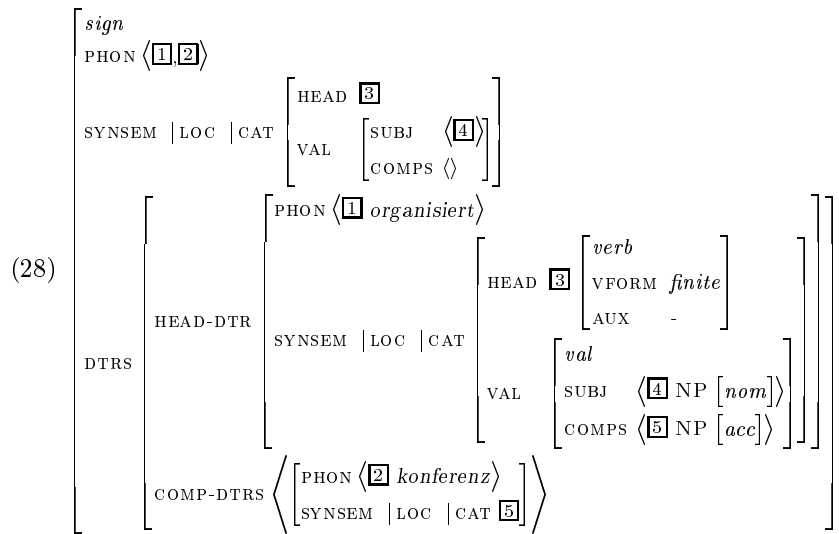 sign
PHON ⟨[1],[2]⟩
HEAD [3]
SYNSEM |LOC |CAT
VAL SUBJ ⟨[4]⟩
COMPS ⟨⟩
PHON ⟨[1] organisiert⟩
(28)
verb
HEAD [3] VFORM finite
AUX -
HEAD-DTR
SYNSEM |LOC |CAT
DTRS
val
VAL SUBJ ⟨[4] NP [nom]⟩
COMPS ⟨[5] NP [acc]⟩
COMP-DTRS
PHON ⟨[2] konferenz⟩
SYNSEM |LOC |CAT [5]